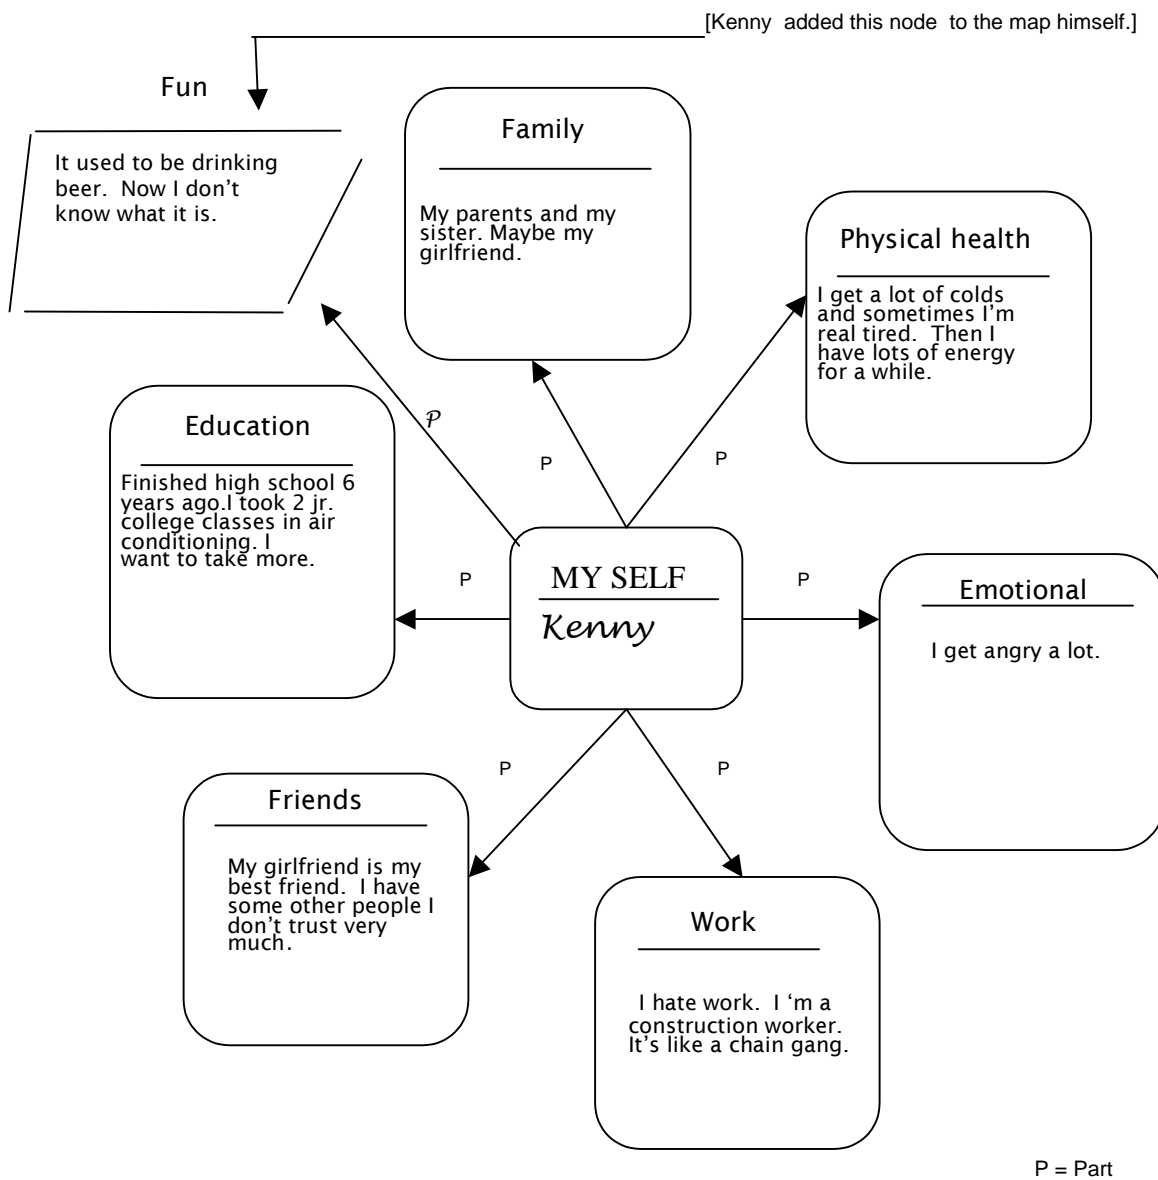 [Kenny  added this node  to the map himself.]
Fun
It used to be drinking
beer.  Now I don't
know what it is.
Family
My parents and my
sister. Maybe my
girlfriend.
Physical health
I get a lot of colds
and sometimes I'm
real tired.  Then I
have lots of energy
for a while.
P
P
P
Education
Finished high school 6
years ago.I took 2 jr.
college classes in air
conditioning. I
want to take more.
P
MY SELF
Kenny
P
Emotional
I get angry a lot.
P
P
Friends
My girlfriend is my
best friend.  I have
some other people I
don't trust very
much.
Work
I hate work.  I 'm a
construction worker.
It's like a chain gang.
P = Part